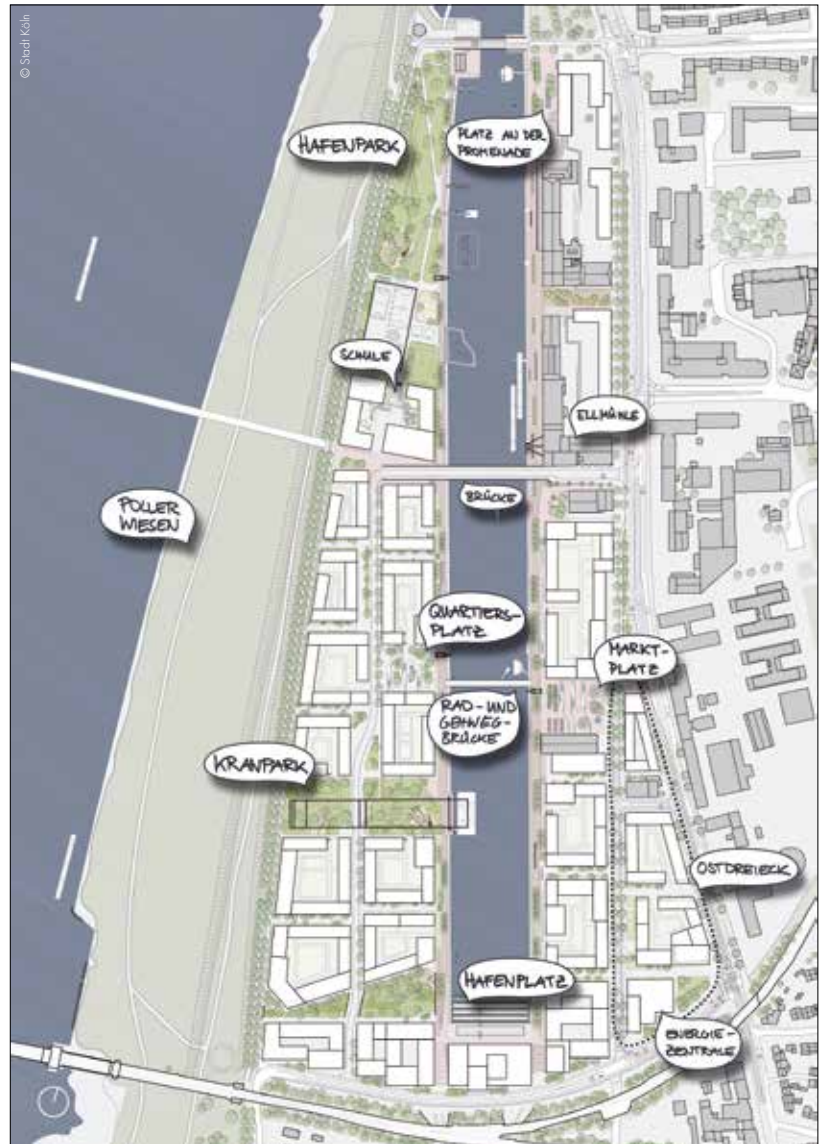 © Stadt Köln
HAFENPARK
PLATZ AN DER
PROMENADE
SCHULE
ELLMÜHLE
BRÜCKE
POLLER
WIESEN
QUARTIERS-
PLATZ
MARKT-
PLATZ
RAD- UND
GEHWEG-
BRÜCKE
KRANPARK
OSTDREIECK
HAFENPLATZ
ENERGIE-
ZENTRALE